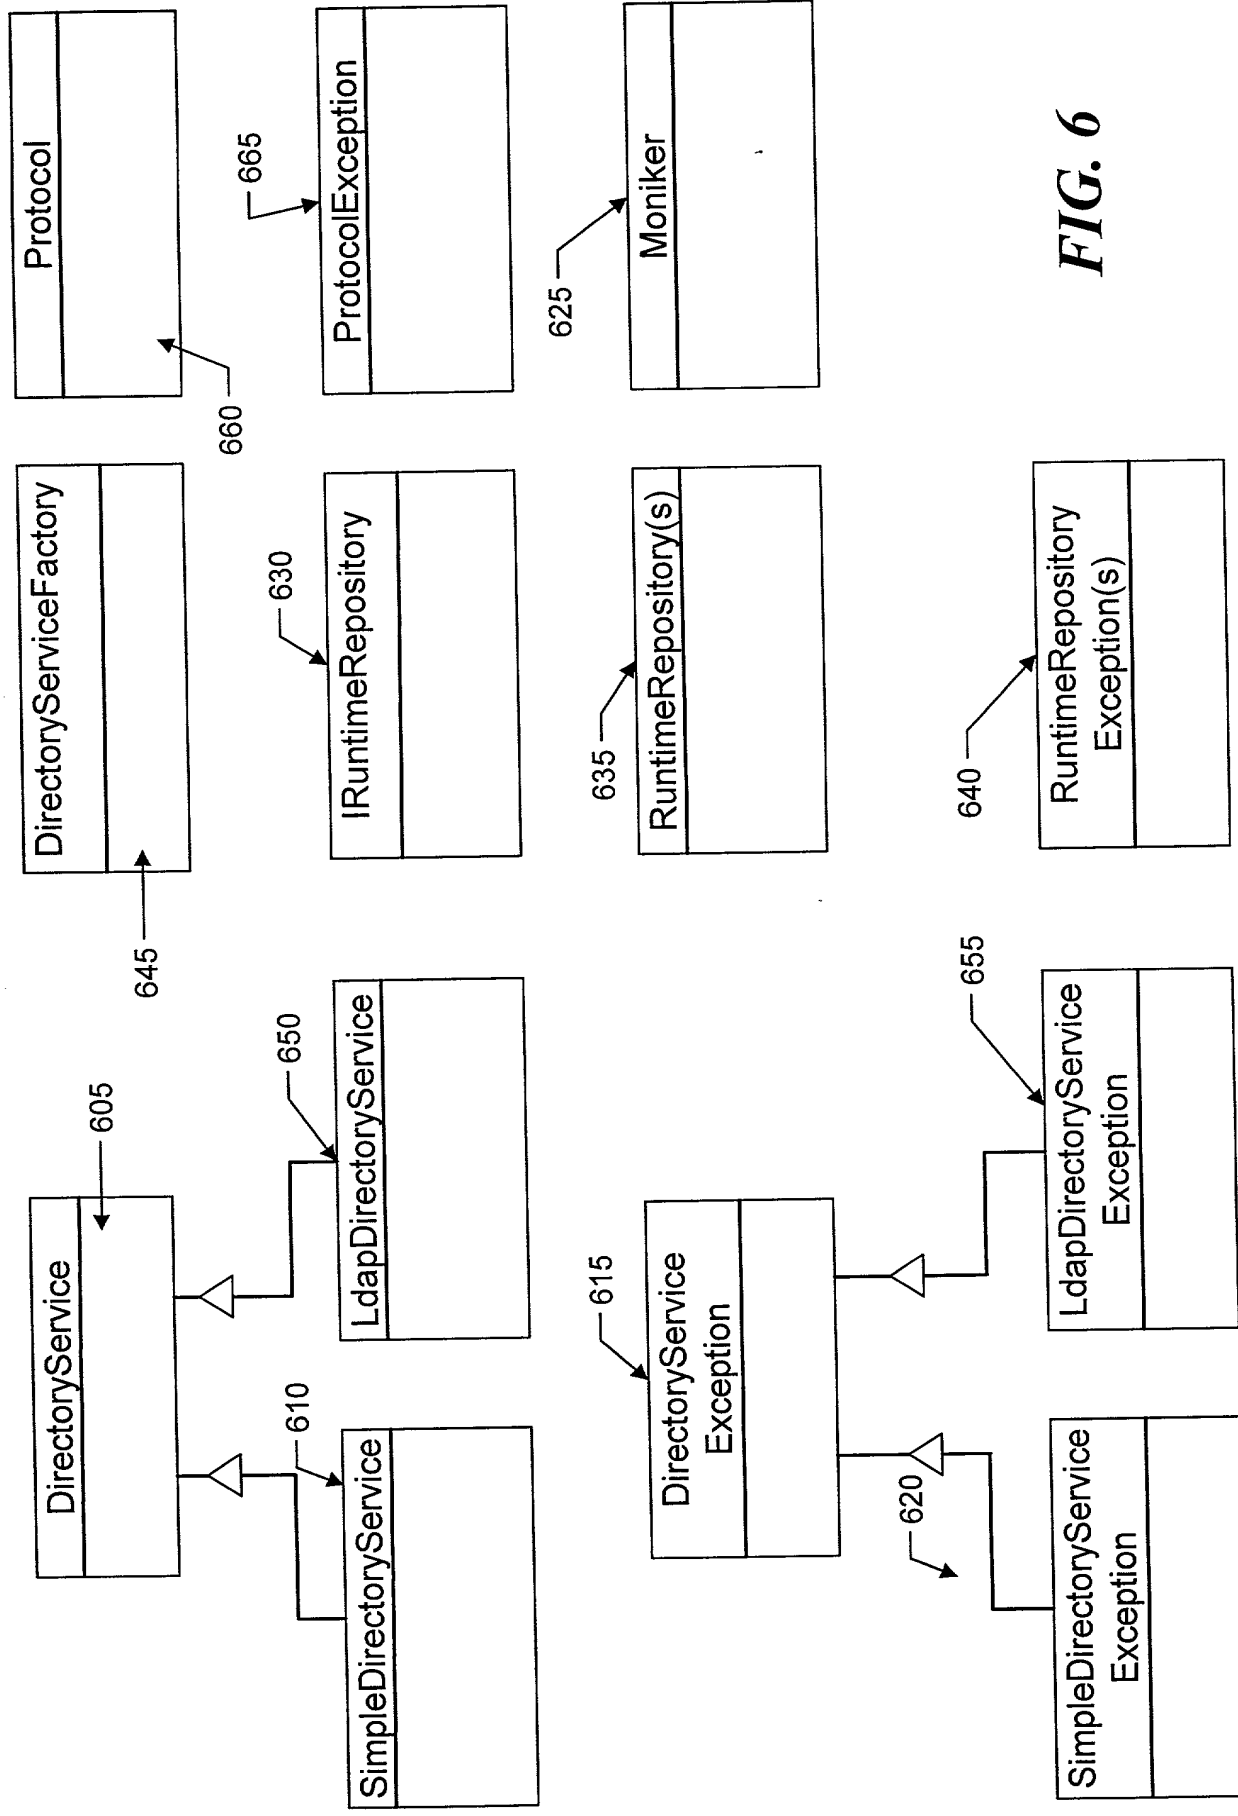 DirectoryService
605
DirectoryServiceFactory
645
Protocol
660
SimpleDirectoryService
610
LdapDirectoryService
650
IRuntimeRepository
630
ProtocolException
665
DirectoryService
Exception
615
RuntimeRepository(s)
635
Moniker
625
SimpleDirectoryService
Exception
620
LdapDirectoryService
Exception
655
RuntimeRepository
Exception(s)
640
FIG. 6